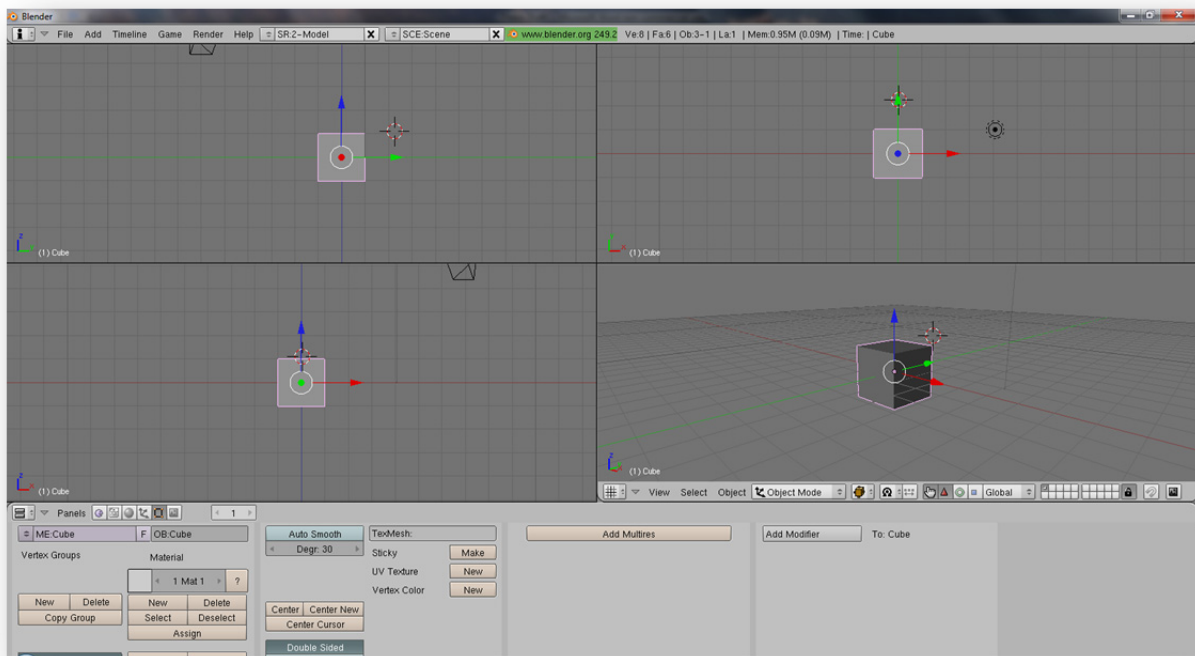 Blender
File Add Timeline Game Render Help SR:2-Model X SCE:Scene X www.blender.org 249.2 Ve:8 | Fa:6 | Ob:3-1 | La:1 | Mem:0.95M (0.09M) | Time: | Cube
z
(1) Cube
x
(1) Cube
z
x
(1) Cube
z
(1) Cube
View Select Object Object Mode Global
Panels 1
ME:Cube F OB:Cube
Vertex Groups Material
1 Mat 1 ?
New Delete New Delete
Copy Group Select Deselect
Assign
Auto Smooth
Degr: 30
Center Center New
Center Cursor
Double Sided
TexMesh:
Sticky Make
UV Texture New
Vertex Color New
Add Multires
Add Modifier To: Cube